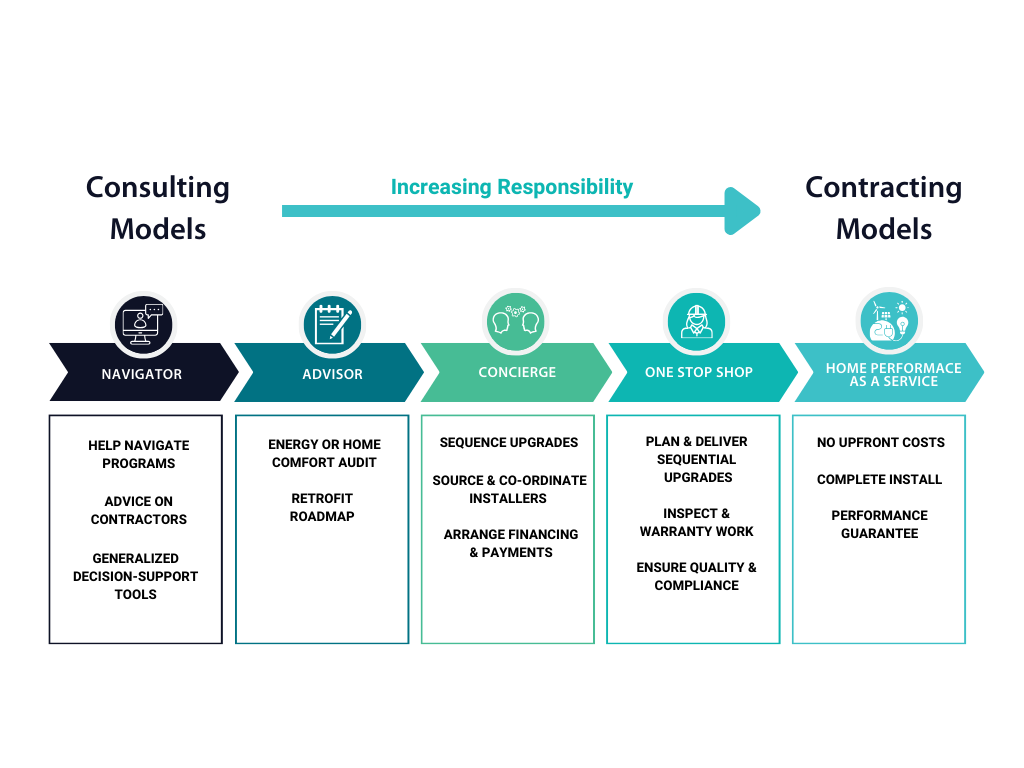 Consulting
Models
Increasing Responsibility
Contracting
Models
NAVIGATOR
ADVISOR
CONCIERGE
ONE STOP SHOP
HOME PERFORMACE
AS A SERVICE
HELP NAVIGATE
PROGRAMS
ADVICE ON
CONTRACTORS
GENERALIZED
DECISION-SUPPORT
TOOLS
ENERGY OR HOME
COMFORT AUDIT
RETROFIT
ROADMAP
SEQUENCE UPGRADES
SOURCE & CO-ORDINATE
INSTALLERS
ARRANGE FINANCING
& PAYMENTS
PLAN & DELIVER
SEQUENTIAL
UPGRADES
INSPECT &
WARRANTY WORK
ENSURE QUALITY &
COMPLIANCE
NO UPFRONT COSTS
COMPLETE INSTALL
PERFORMANCE
GUARANTEE